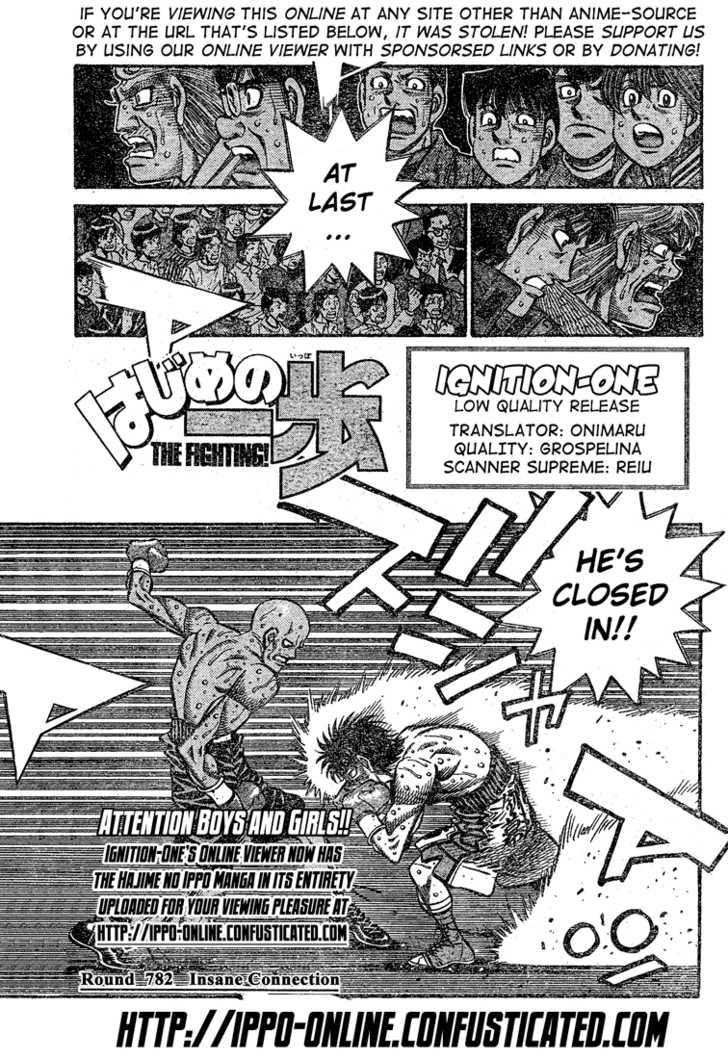 IF YOU'RE VIEWING THIS ONLINE AT ANY SITE OTHER THAN ANIME-SOURCE
OR AT THE URL THAT'S LISTED BELOW, IT WAS STOLEN! PLEASE SUPPORT US
BY USING OUR ONLINE VIEWER WITH SPONSORSED LINKS OR BY DONATING!
AT
LAST
...
いっぽ
はじめの一歩
THE FIGHTING!
IGNITION-ONE
LOW QUALITY RELEASE
TRANSLATOR: ONIMARU
QUALITY: GROSPELINA
SCANNER SUPREME: REIU
HE'S
CLOSED
IN!!
ATTENTION BOYS AND GIRLS!!
IGNITION-ONE'S ONLINE VIEWER NOW HAS
THE HAJIME NO IPPO MANGA IN ITS ENTIRETY
UPLOADED FOR YOUR VIEWING PLEASURE AT
HTTP://IPPO-ONLINE.CONFUSTICATED.COM
Round 782 Insane Connection
HTTP://IPPO-ONLINE.CONFUSTICATED.COM